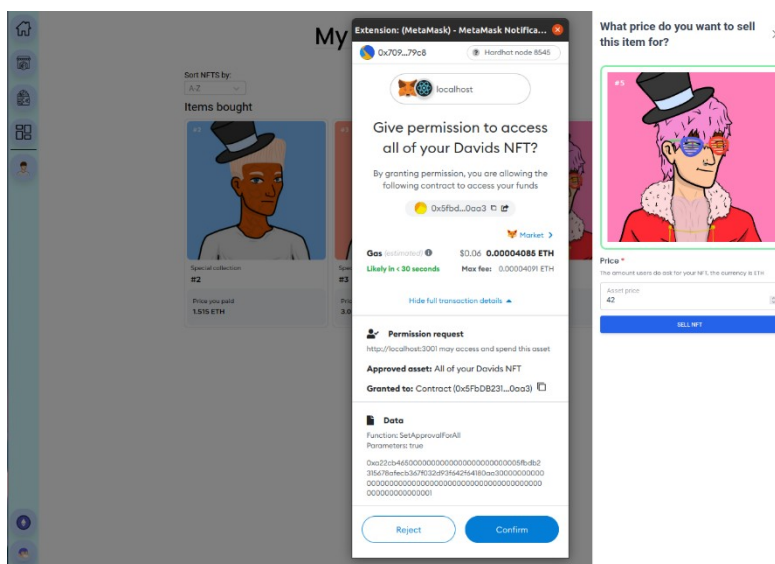 My
Sort NFTS by:
A-Z
Items bought
#2
Special collection
#2
Price you paid
1.515 ETH
#3
Extension: (MetaMask) - MetaMask Notifica...
0x709...79c8
Hardhat node 8545
localhost
Give permission to access
all of your Davids NFT?
By granting permission, you are allowing the
following contract to access your funds
0x5fbd...0aa3
Market >
Gas (estimated) $0.06 0.00004085 ETH
Likely in < 30 seconds Max fee: 0.00004091 ETH
Hide full transaction details
Permission request
http://localhost:3001 may access and spend this asset
Approved asset: All of your Davids NFT
Granted to: Contract (0x5FbDB231...0aa3)
Data
Function: SetApprovalForAll
Parameters: true
Reject
Confirm
What price do you want to sell
this item for?
#5
Price *
The amount users do ask for your NFT, the currency is ETH
Asset price
42
SELL NFT